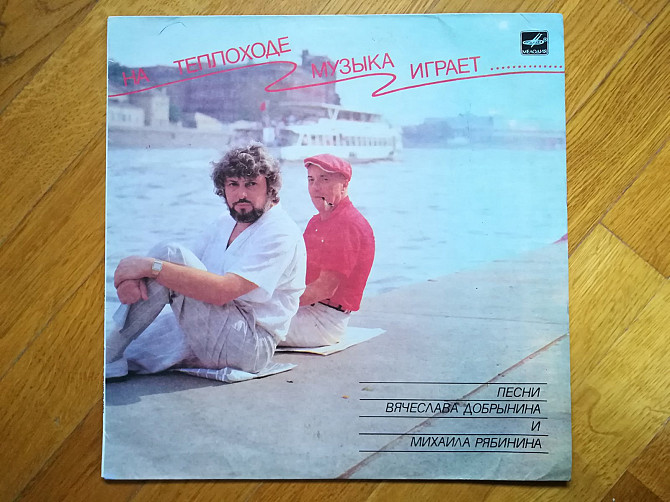 НА ТЕПЛОХОДЕ МУЗЫКА ИГРАЕТ............
МЕЛОДИЯ
ПЕСНИ
ВЯЧЕСЛАВА ДОБРЫНИНА
И
МИХАИЛА РЯБИНИНА